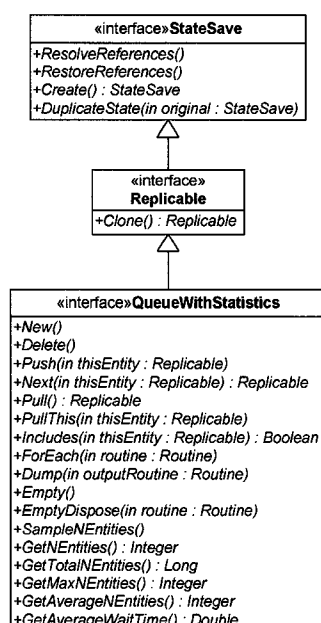 «interface»StateSave
+ResolveReferences()
+RestoreReferences()
+Create() : StateSave
+DuplicateState(in original : StateSave)
«interface»
Replicable
+Clone() : Replicable
«interface»QueueWithStatistics
+New()
+Delete()
+Push(in thisEntity : Replicable)
+Next(in thisEntity : Replicable) : Replicable
+Pull() : Replicable
+PullThis(in thisEntity : Replicable)
+Includes(in thisEntity : Replicable) : Boolean
+ForEach(in routine : Routine)
+Dump(in outputRoutine : Routine)
+Empty()
+EmptyDispose(in routine : Routine)
+SampleNEntities()
+GetNEntities() : Integer
+GetTotalNEntities() : Long
+GetMaxNEntities() : Integer
+GetAverageNEntities() : Integer
+GetAverageWaitTime() : Double